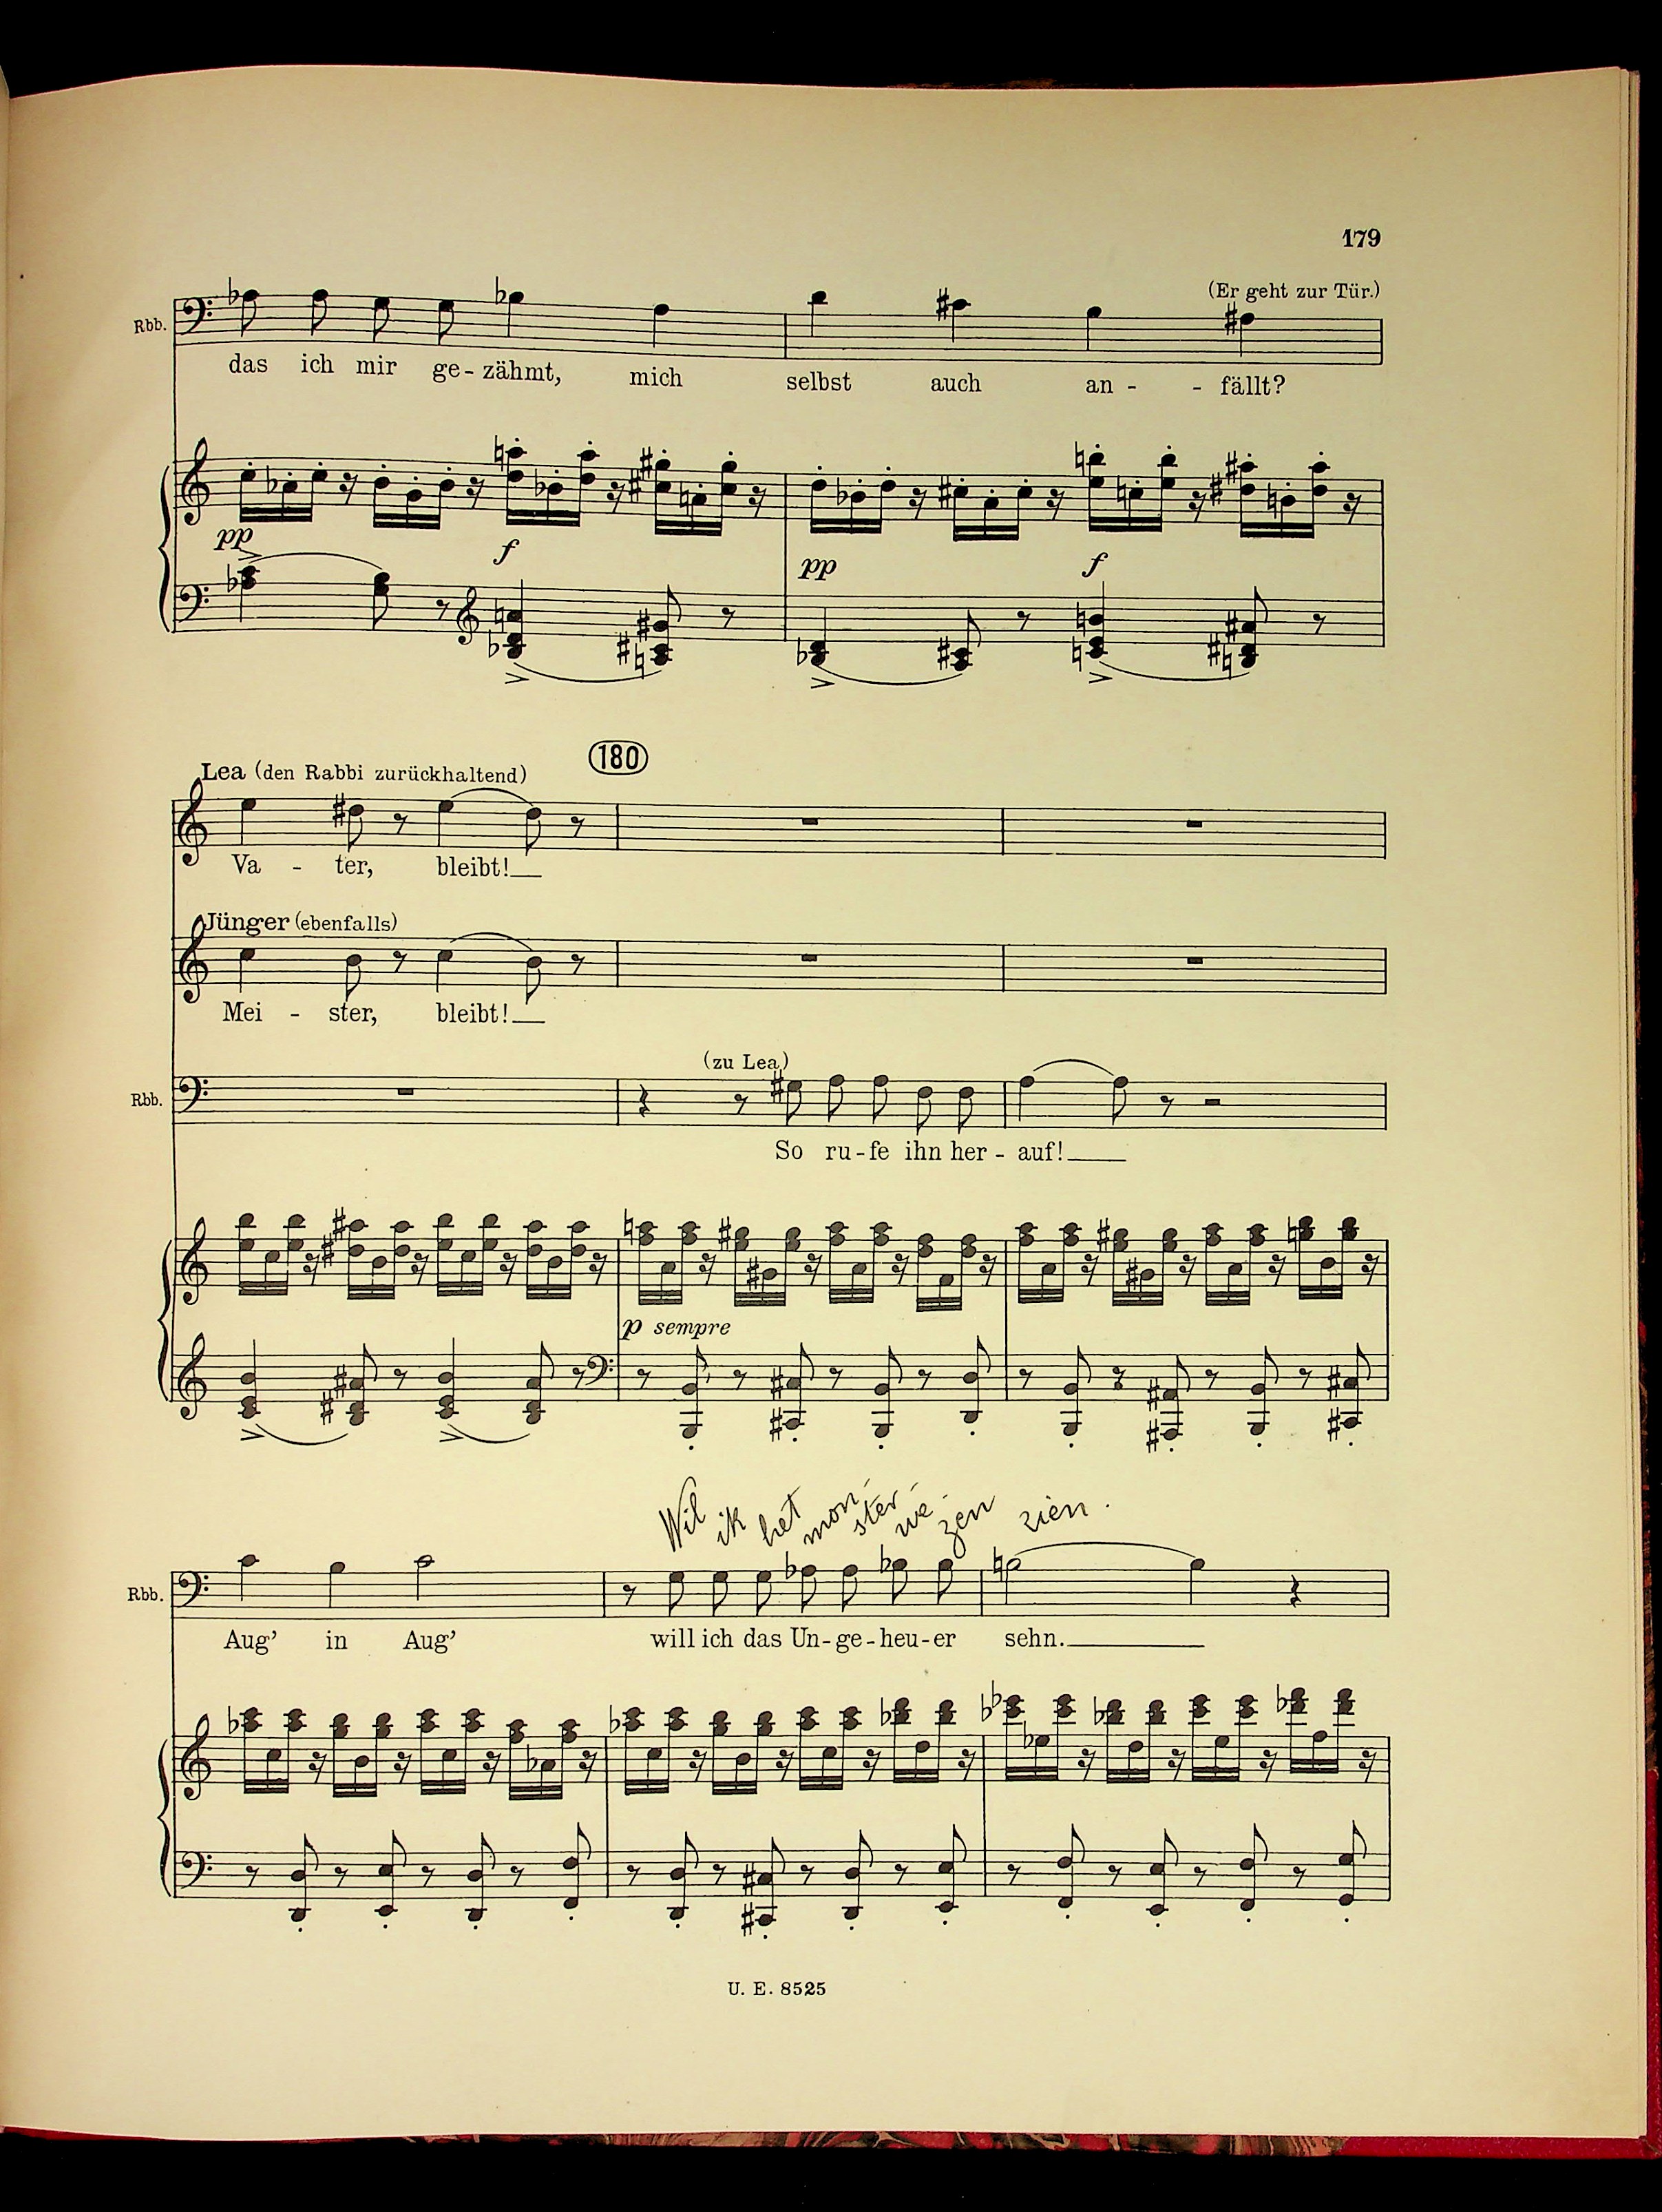 179
(Er geht zur Tür.)
Rbb.
das ich mir ge - zähmt, mich selbst auch an - - fällt?
pp f pp f
180
Lea (den Rabbi zurückhaltend)
Va - ter, bleibt!
Jünger (ebenfalls)
Mei - ster, bleibt!
(zu Lea)
Rbb.
So ru - fe ihn her - auf!
p sempre
Wil ik het mon - ster - we - zen zien.
Rbb.
Aug' in Aug' will ich das Un - ge - heu - er sehn.
U. E. 8525